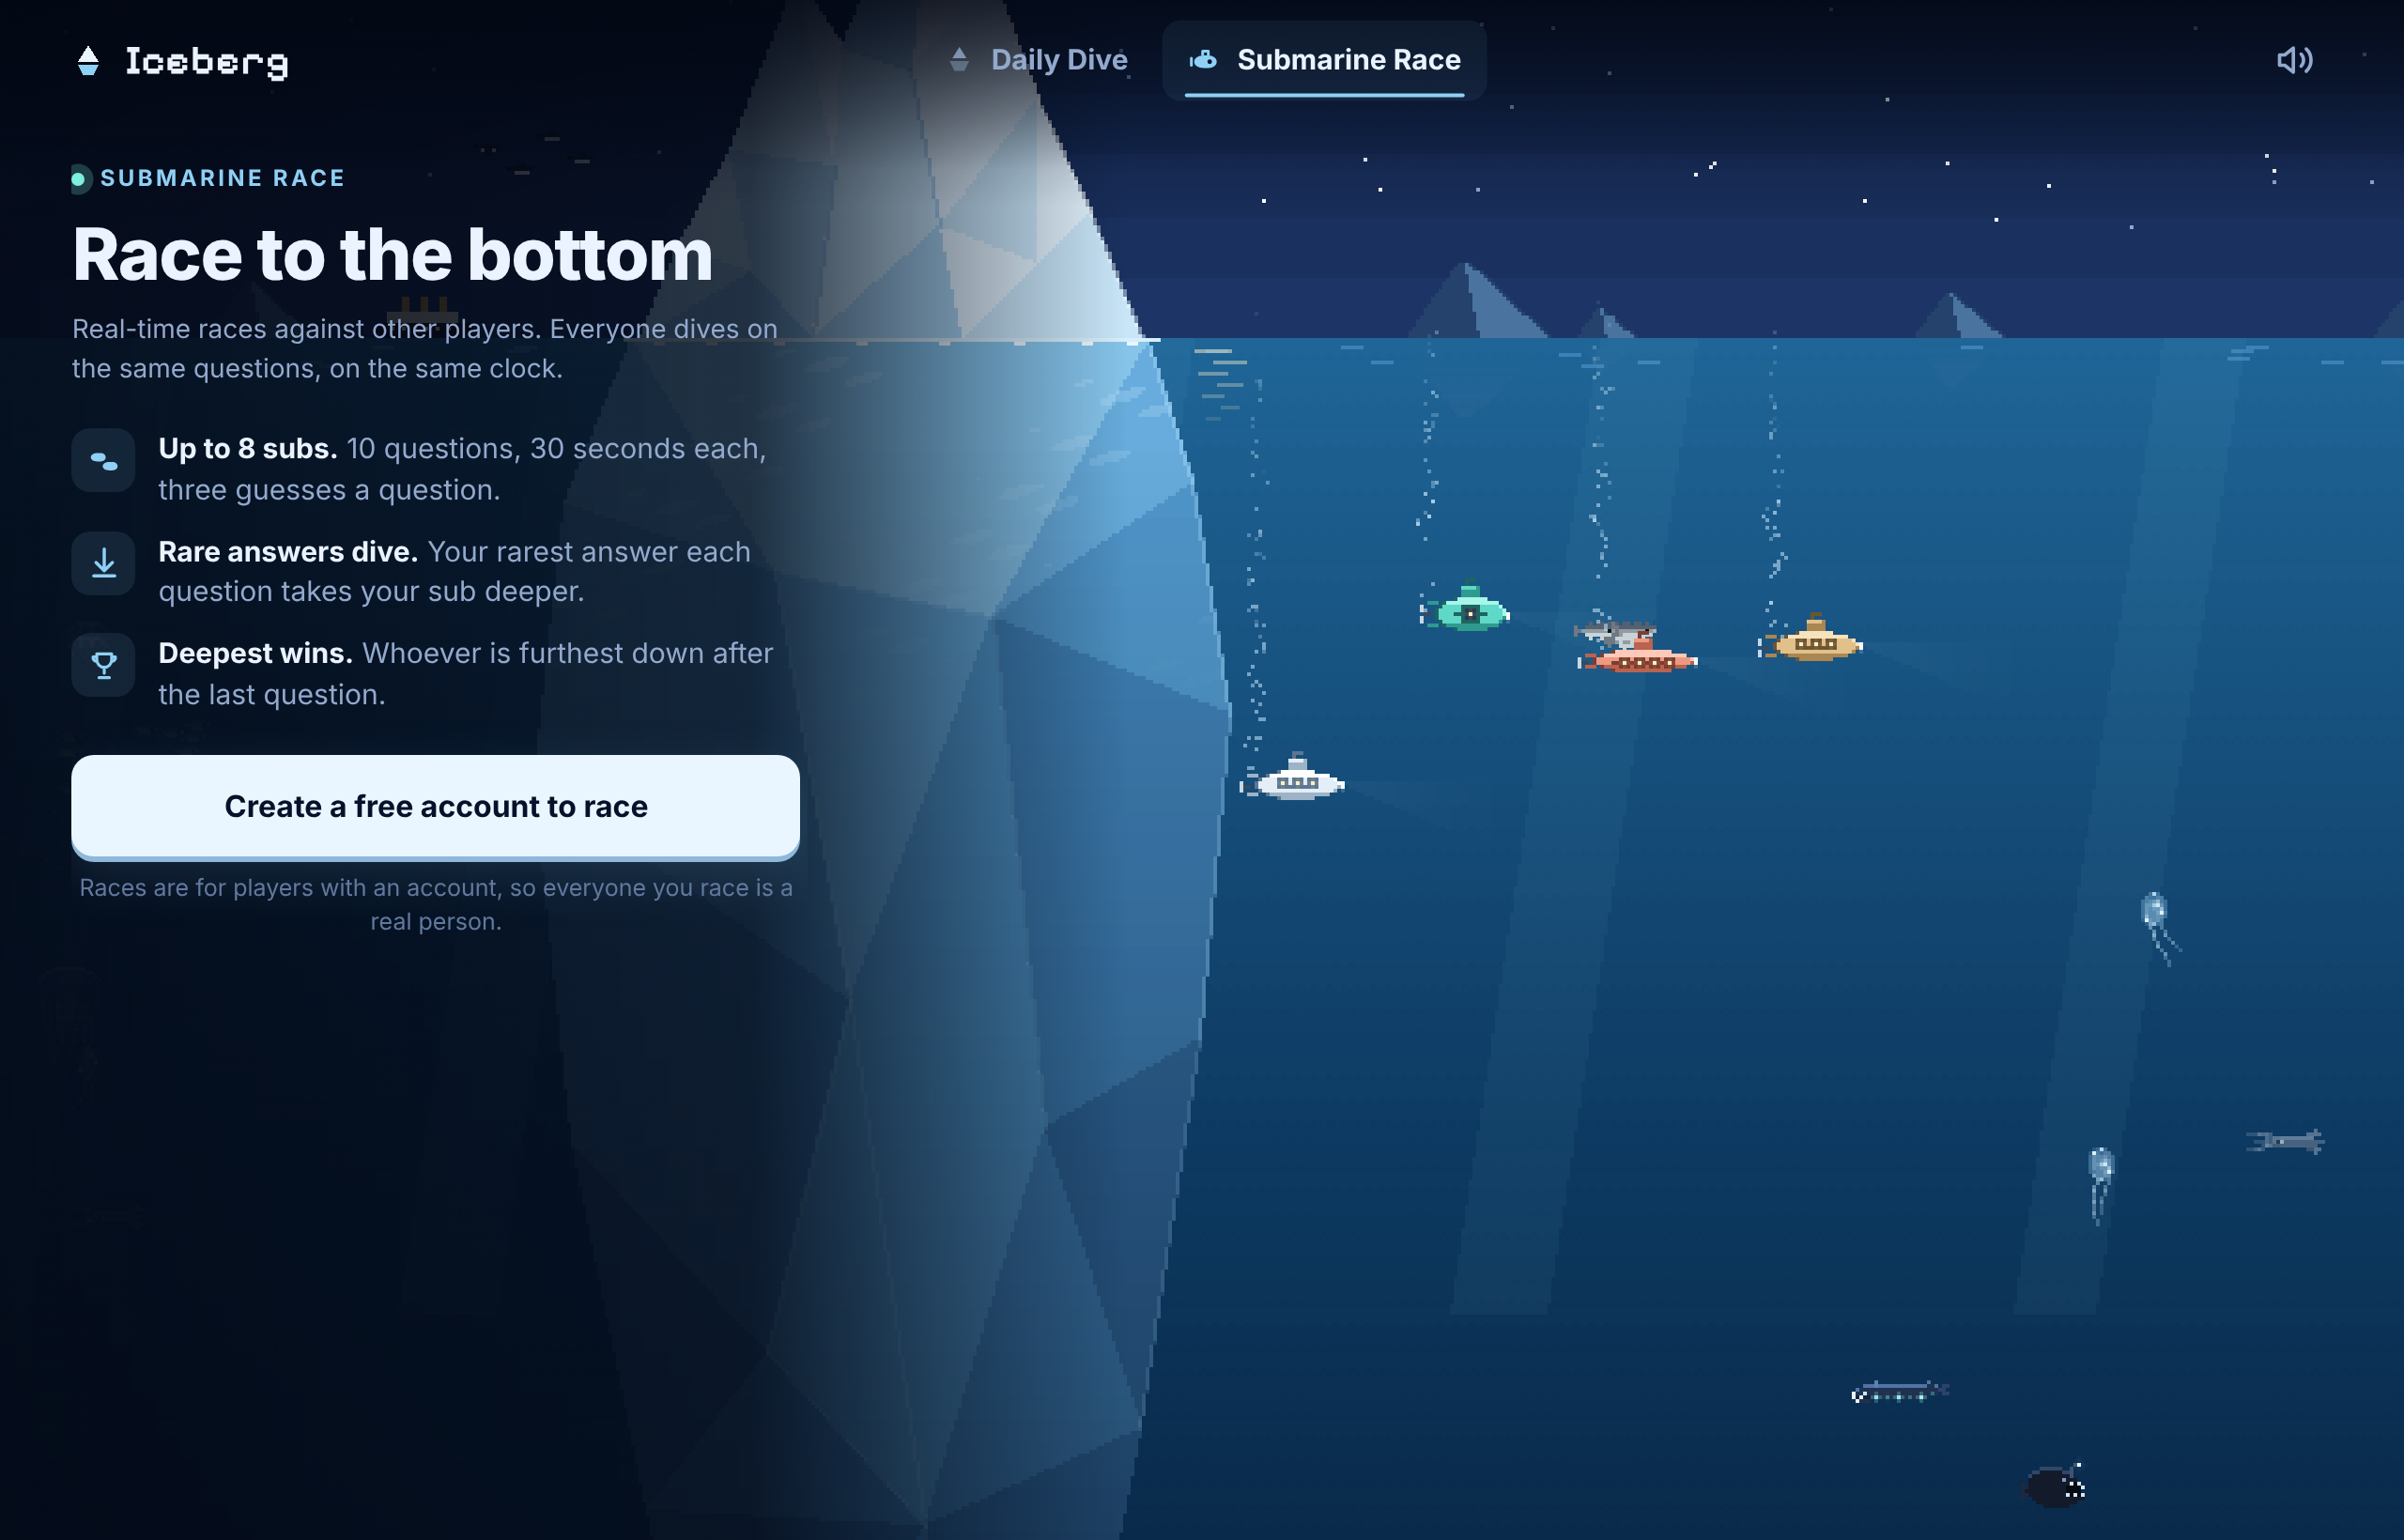 Iceberg
Daily Dive
Submarine Race
SUBMARINE RACE
Race to the bottom
Real-time races against other players. Everyone dives on
the same questions, on the same clock.
Up to 8 subs. 10 questions, 30 seconds each,
three guesses a question.
Rare answers dive. Your rarest answer each
question takes your sub deeper.
Deepest wins. Whoever is furthest down after
the last question.
Create a free account to race
Races are for players with an account, so everyone you race is a
real person.